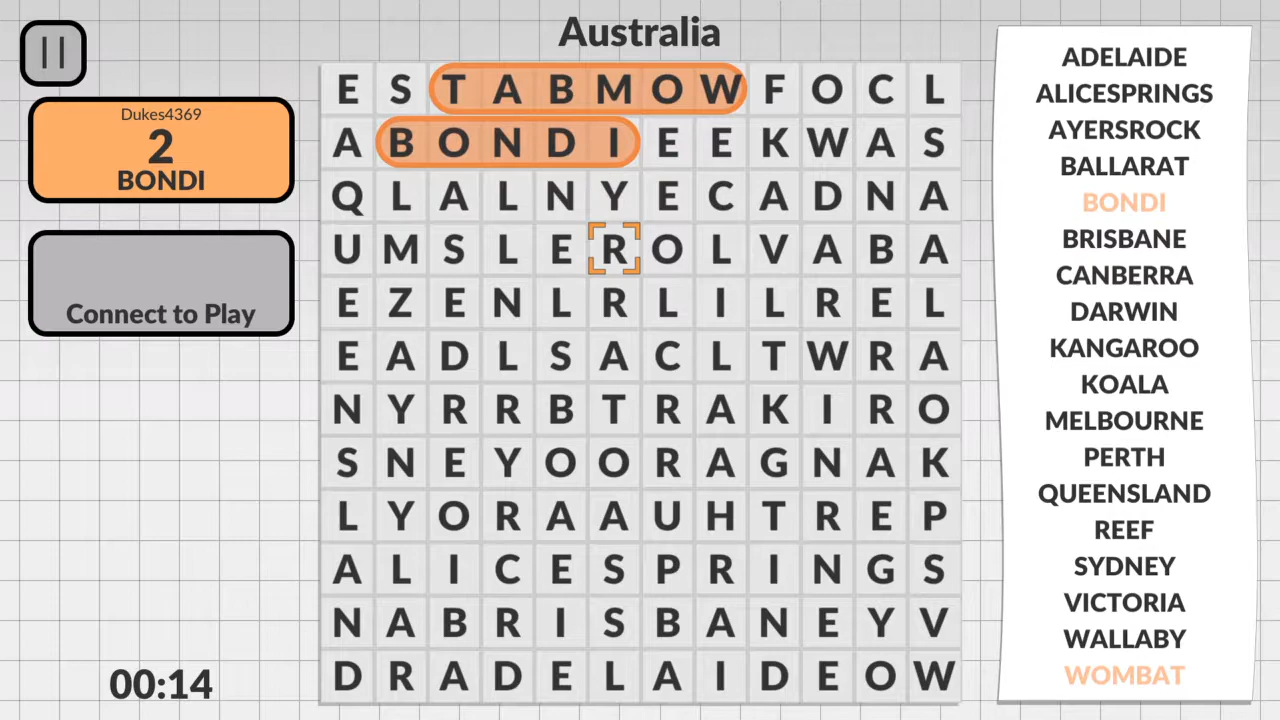 Australia
Dukes4369
2
BONDI
Connect to Play
00:14
E S T A B M O W F O C L
A B O N D I E E K W A S
Q L A L N Y E C A D N A
U M S L E R O L V A B A
E Z E N L R L I L R E L
E A D L S A C L T W R A
N Y R R B T R A K I R O
S N E Y O O R A G N A K
L Y O R A A U H T R E P
A L I C E S P R I N G S
N A B R I S B A N E Y V
D R A D E L A I D E O W
ADELAIDE
ALICESPRINGS
AYERSROCK
BALLARAT
BONDI
BRISBANE
CANBERRA
DARWIN
KANGAROO
KOALA
MELBOURNE
PERTH
QUEENSLAND
REEF
SYDNEY
VICTORIA
WALLABY
WOMBAT